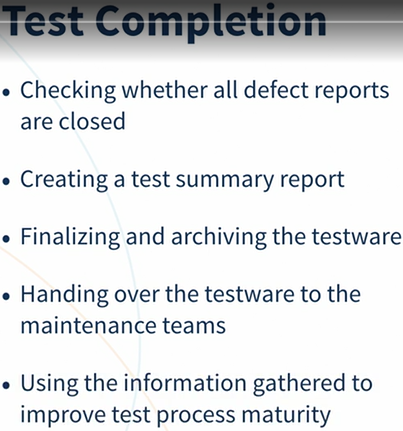 Test Completion
• Checking whether all defect reports
are closed
• Creating a test summary report
• Finalizing and archiving the testware
• Handing over the testware to the
maintenance teams
• Using the information gathered to
improve test process maturity